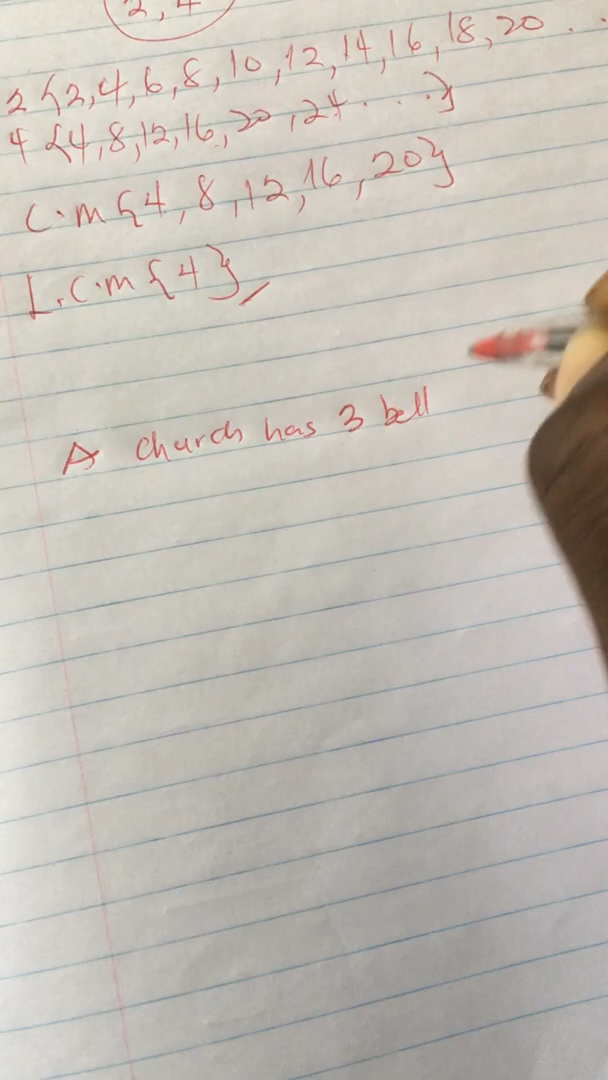 2, 4
2 {2,4,6,8,10,12,14,16,18,20 . .
4 {4,8,12,16,20,24 . . . .}
C.m {4,8,12,16,20}
L.C.m {4}
A church has 3 bell